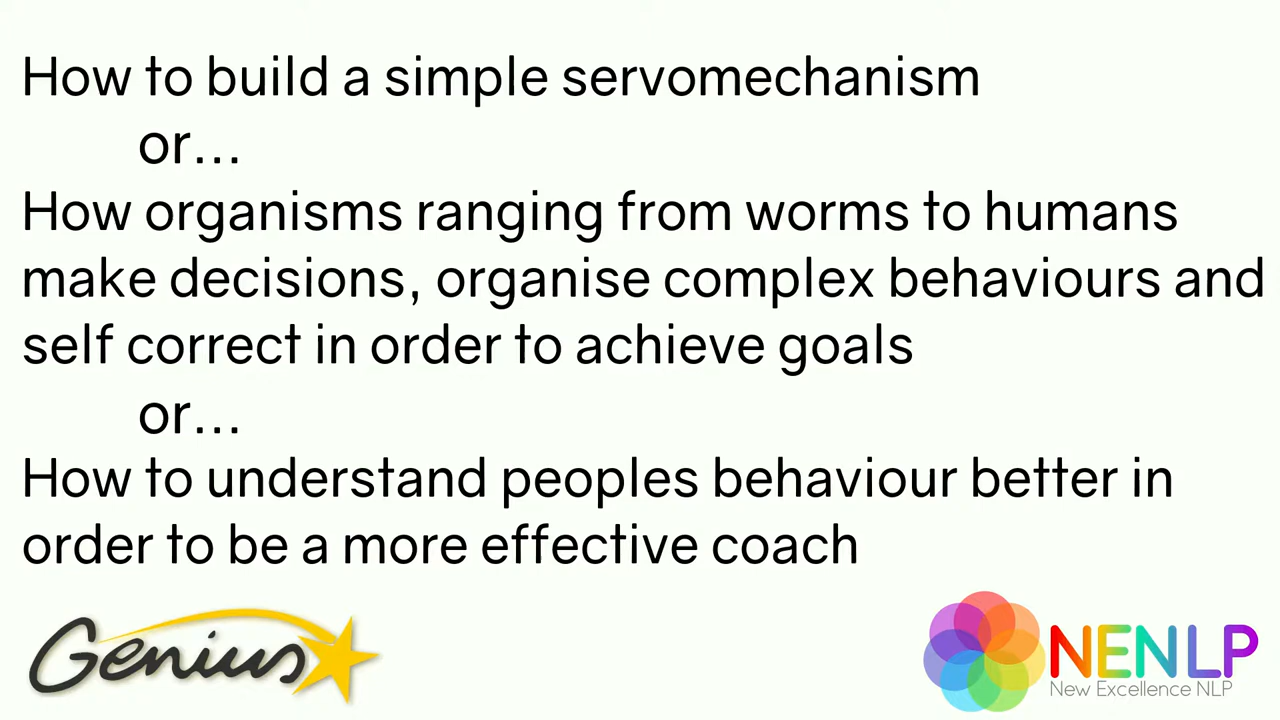 How to build a simple servomechanism
or...
How organisms ranging from worms to humans
make decisions, organise complex behaviours and
self correct in order to achieve goals
or...
How to understand peoples behaviour better in
order to be a more effective coach
Genius
NENLP
New Excellence NLP